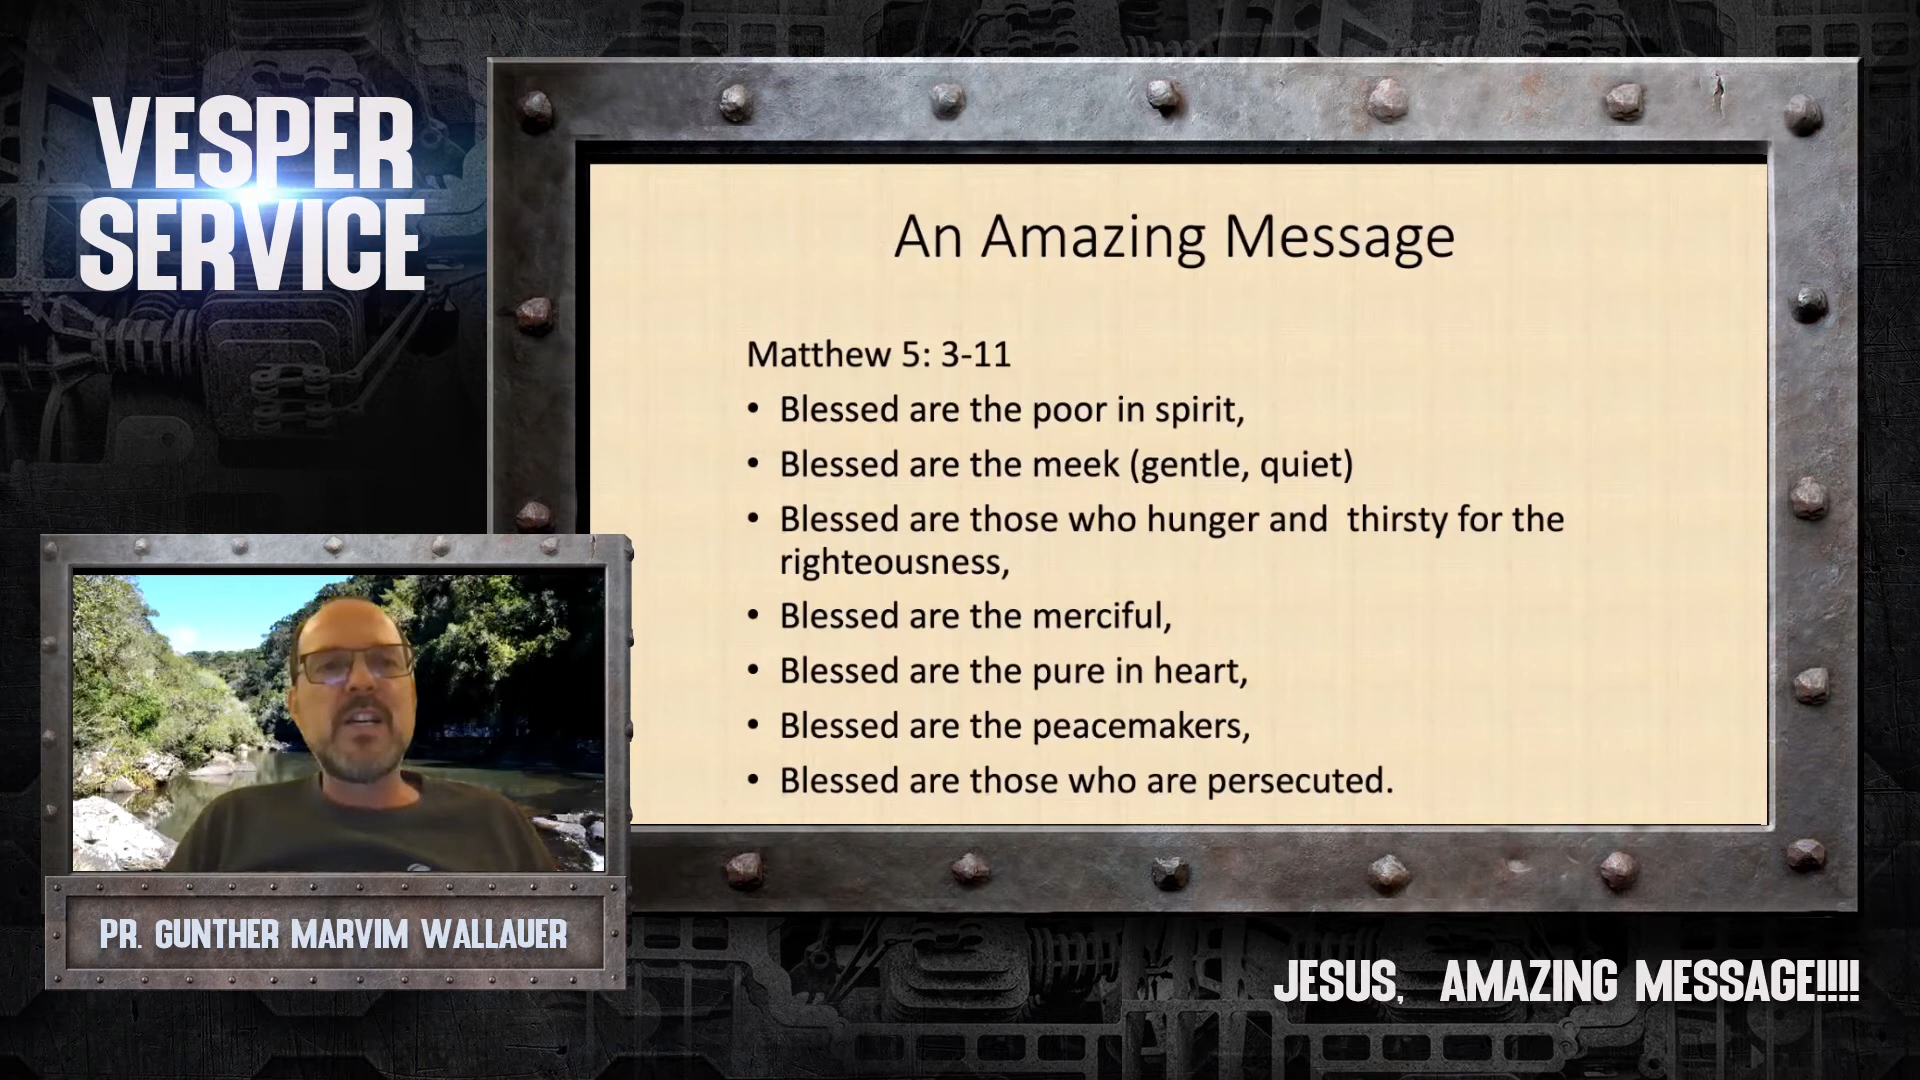 VESPER
SERVICE
An Amazing Message
Matthew 5: 3-11
• Blessed are the poor in spirit,
• Blessed are the meek (gentle, quiet)
• Blessed are those who hunger and  thirsty for the
righteousness,
• Blessed are the merciful,
• Blessed are the pure in heart,
• Blessed are the peacemakers,
• Blessed are those who are persecuted.
PR. GUNTHER MARVIM WALLAUER
JESUS,  AMAZING MESSAGE!!!!